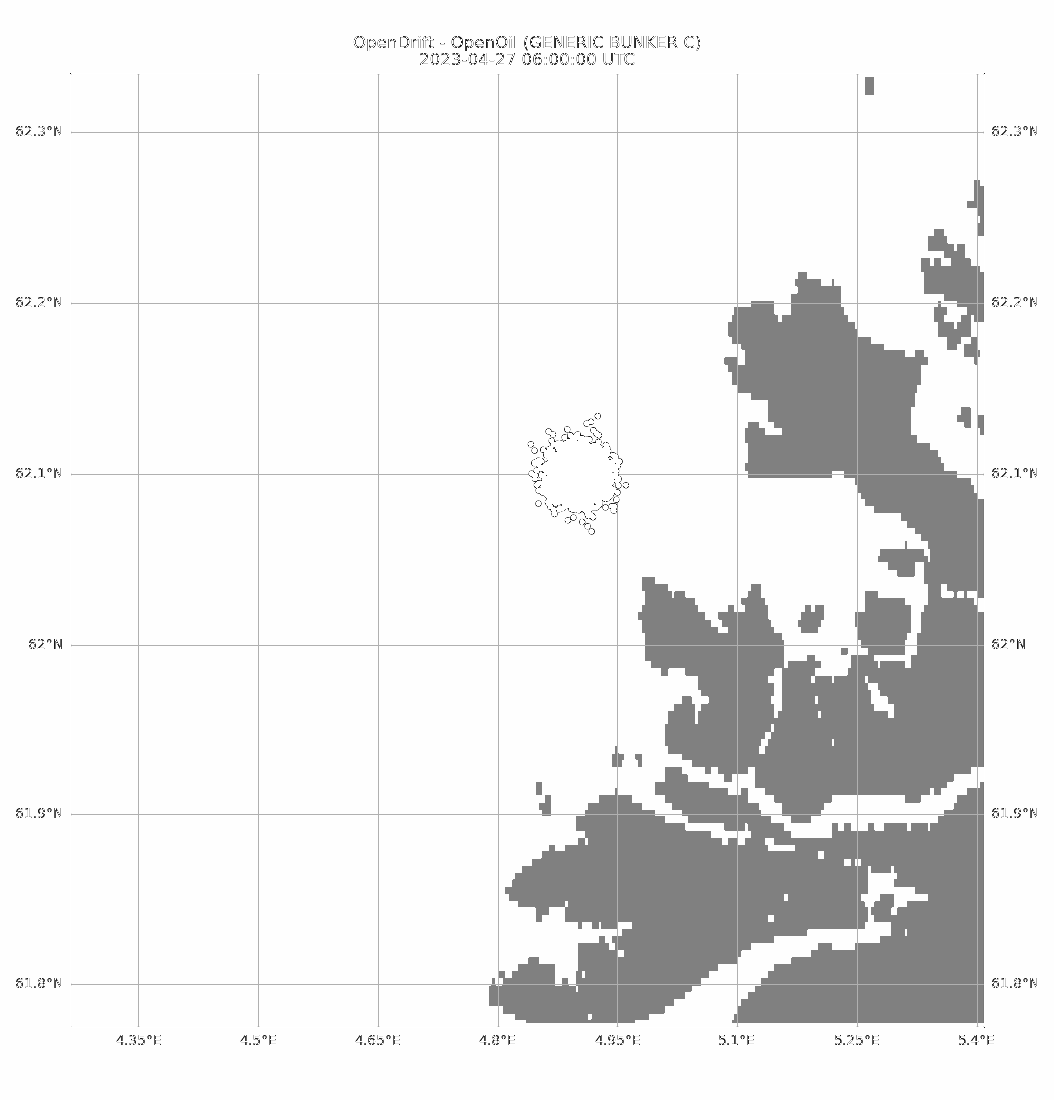 OpenDrift - OpenOil (GENERIC BUNKER C)
2023-04-27 06:00:00 UTC
62.3°N 62.3°N
62.2°N 62.2°N
62.1°N 62.1°N
62°N 62°N
61.9°N 61.9°N
61.8°N 61.8°N
4.35°E 4.5°E 4.65°E 4.8°E 4.95°E 5.1°E 5.25°E 5.4°E